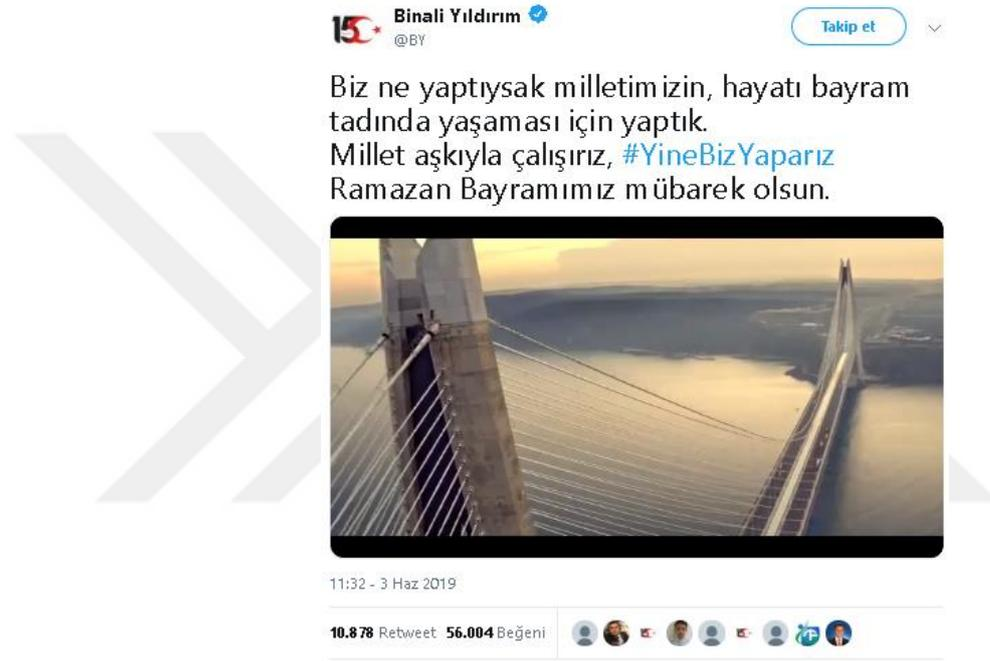 15
Binali Yıldırım
@BY
Takip et
Biz ne yaptıysak milletimizin, hayatı bayram
tadında yaşaması için yaptık.
Millet aşkıyla çalışırız, #YineBizYaparız
Ramazan Bayramımız mübarek olsun.
11:32 - 3 Haz 2019
10.878 Retweet 56.004 Beğeni